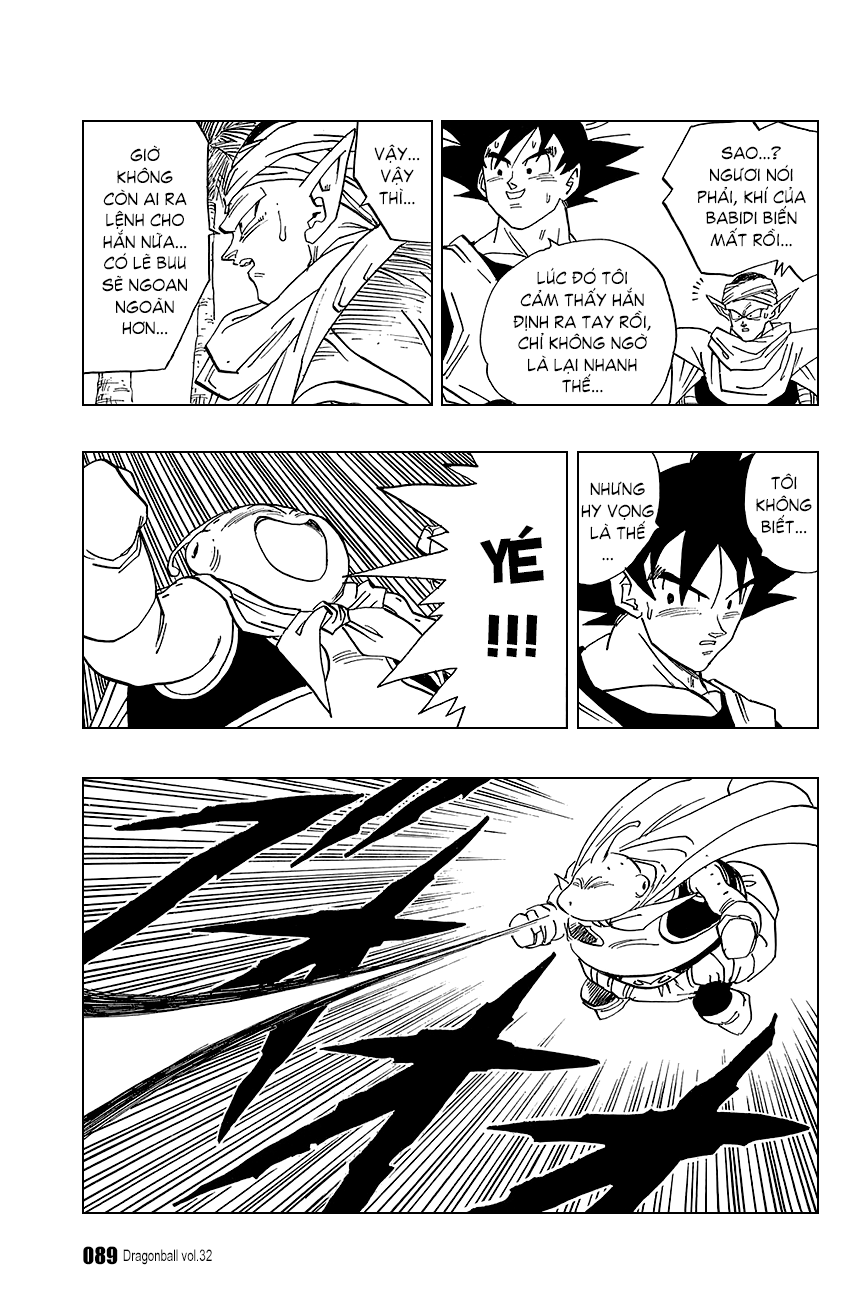 SAO...?
NGƯƠI NÓI
PHẢI, KHÍ CỦA
BABIDI BIẾN
MẤT RỒI...
LÚC ĐÓ TÔI
CẢM THẤY HẮN
ĐỊNH RA TAY RỒI,
CHỈ KHÔNG NGỜ
LÀ LẠI NHANH
THẾ...
VẬY...
VẬY
THÌ...
GIỜ
KHÔNG
CÒN AI RA
LỆNH CHO
HẮN NỮA...
CÓ LẼ BUU
SẼ NGOAN
NGOÃN
HƠN...
TÔI
KHÔNG
BIẾT...
NHƯNG
HY VỌNG
LÀ THẾ
...
YÉ
!!!
089 Dragonball vol.32